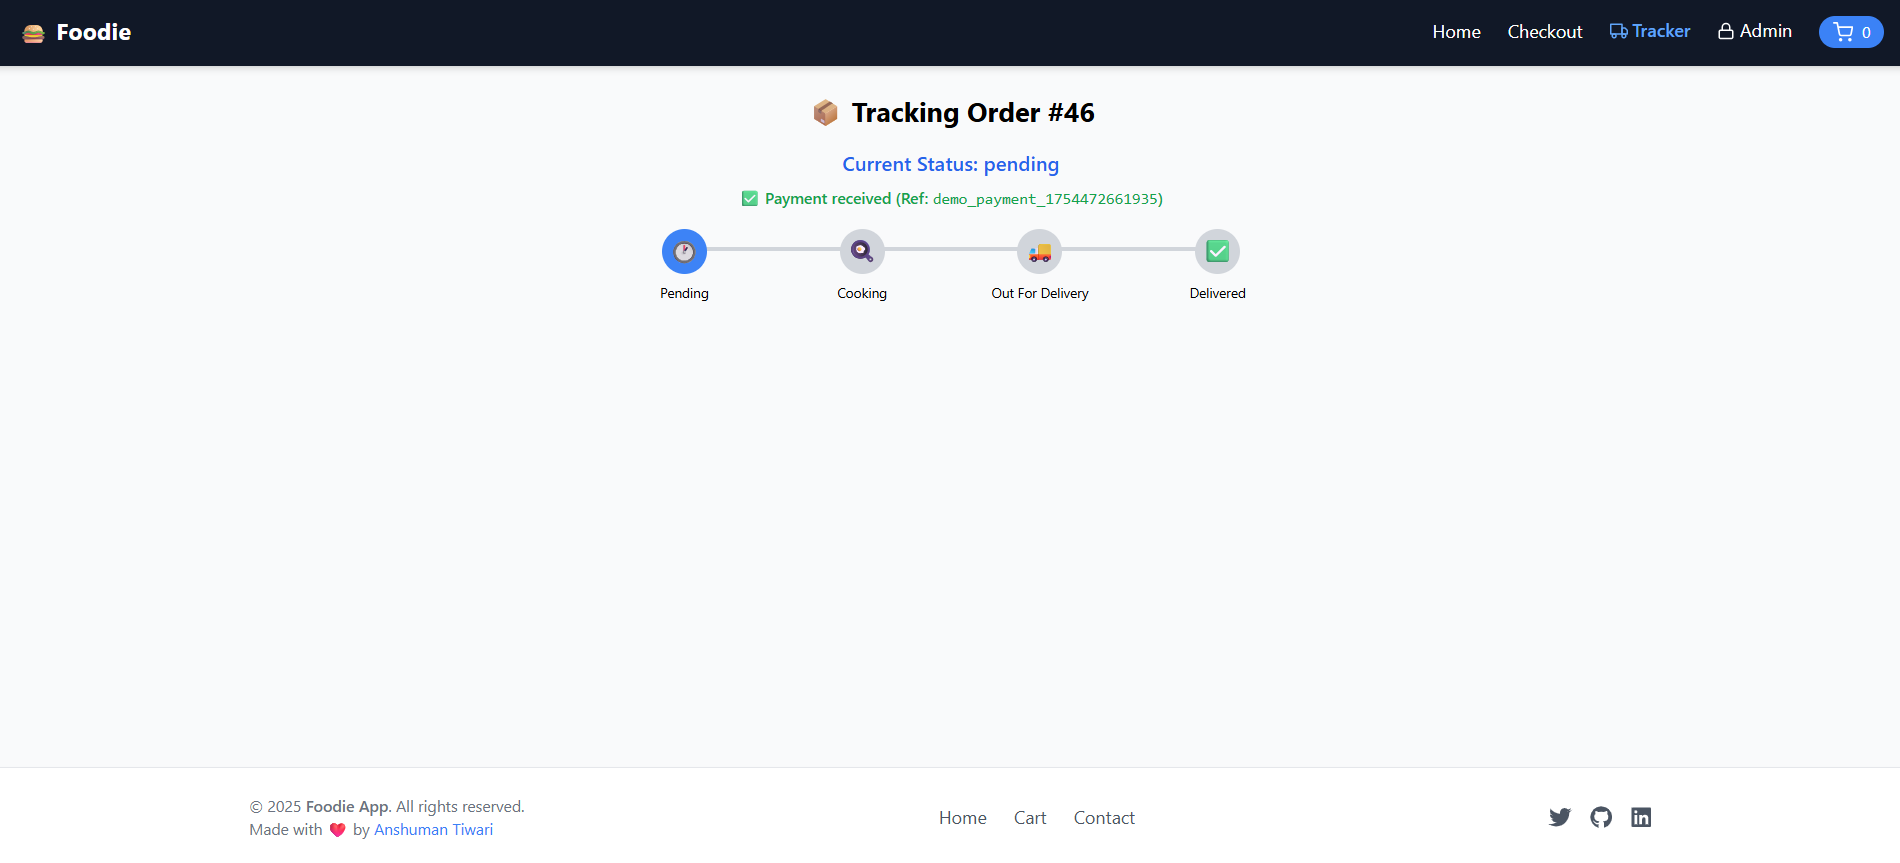 Foodie
Home Checkout Tracker Admin 0
Tracking Order #46
Current Status: pending
Payment received (Ref: demo_payment_1754472661935)
Pending Cooking Out For Delivery Delivered
© 2025 Foodie App. All rights reserved.
Made with ❤️ by Anshuman Tiwari
Home Cart Contact